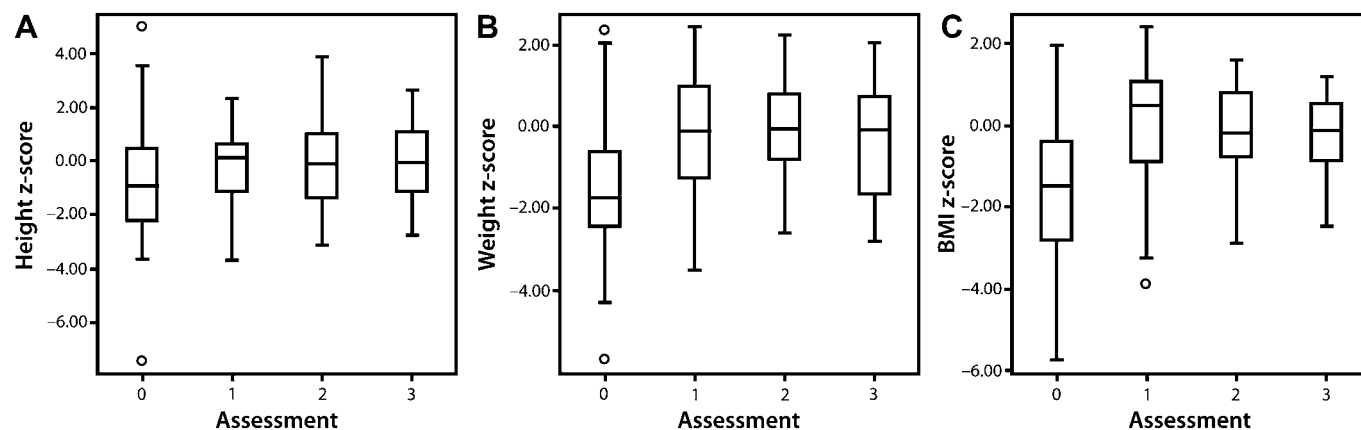 A
Height z-score
4.00
2.00
0.00
−2.00
−4.00
−6.00
0 1 2 3
Assessment
B
Weight z-score
2.00
0.00
−2.00
−4.00
0 1 2 3
Assessment
C
BMI z-score
2.00
0.00
−2.00
−4.00
−6.00
0 1 2 3
Assessment